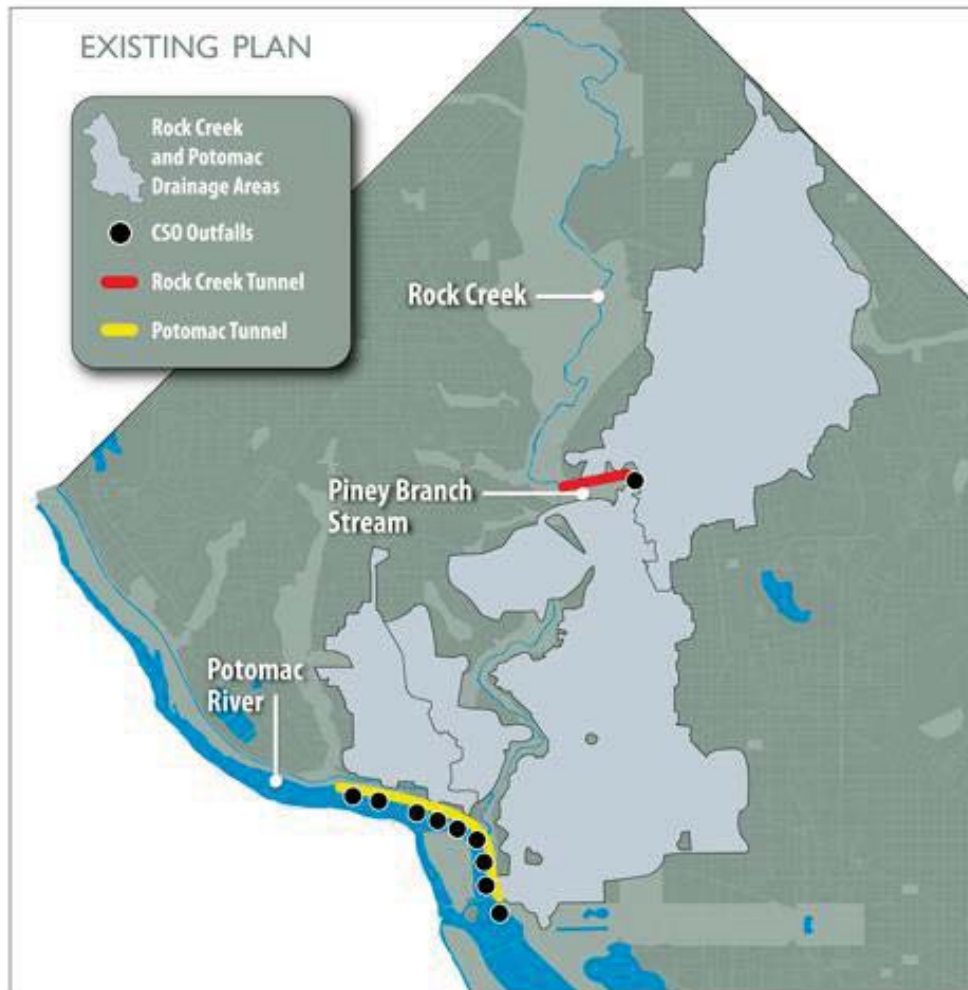 EXISTING PLAN
Rock Creek
and Potomac
Drainage Areas
CSO Outfalls
Rock Creek Tunnel
Potomac Tunnel
Rock Creek
Piney Branch
Stream
Potomac
River